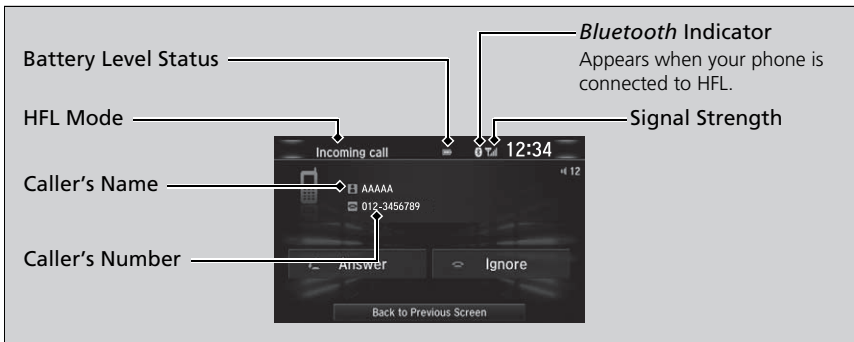 Bluetooth Indicator
Appears when your phone is
connected to HFL.
Battery Level Status
HFL Mode
Signal Strength
Incoming call
12:34
12
Caller's Name
AAAAA
012-3456789
Caller's Number
Answer
Ignore
Back to Previous Screen